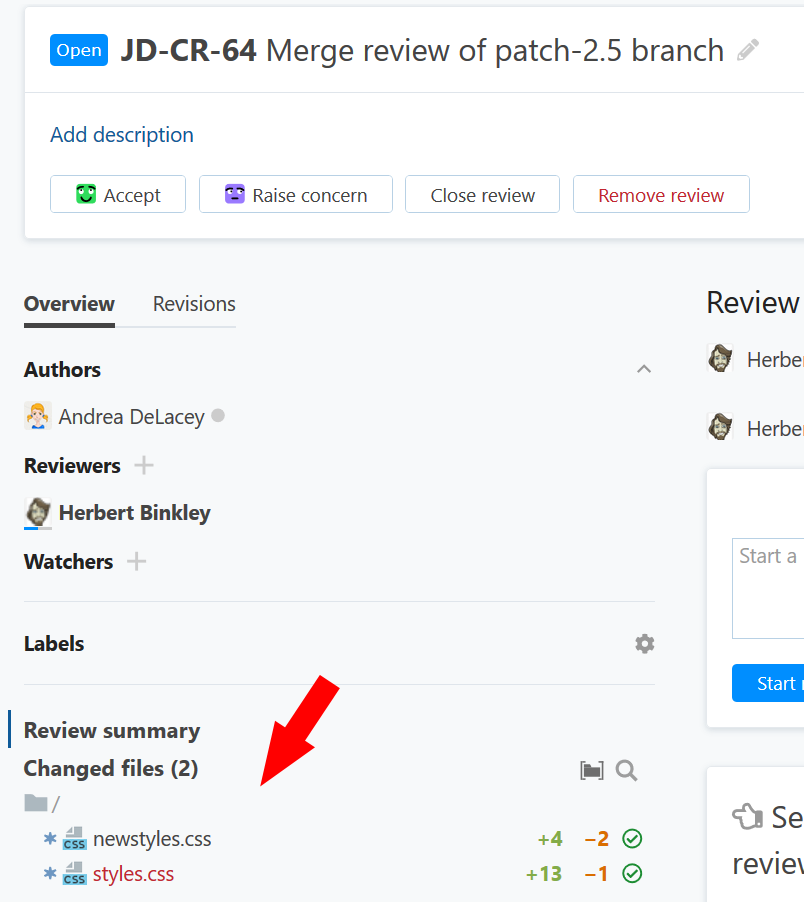 Open JD-CR-64 Merge review of patch-2.5 branch
Add description
Accept Raise concern Close review Remove review
Overview Revisions
Review
Authors
Herber
Andrea DeLacey
Herber
Reviewers
Herbert Binkley
Watchers
Start a
Labels
Start
Review summary
Changed files (2)
/
Se
newstyles.css +4 −2
review
styles.css +13 −1
CSS
CSS